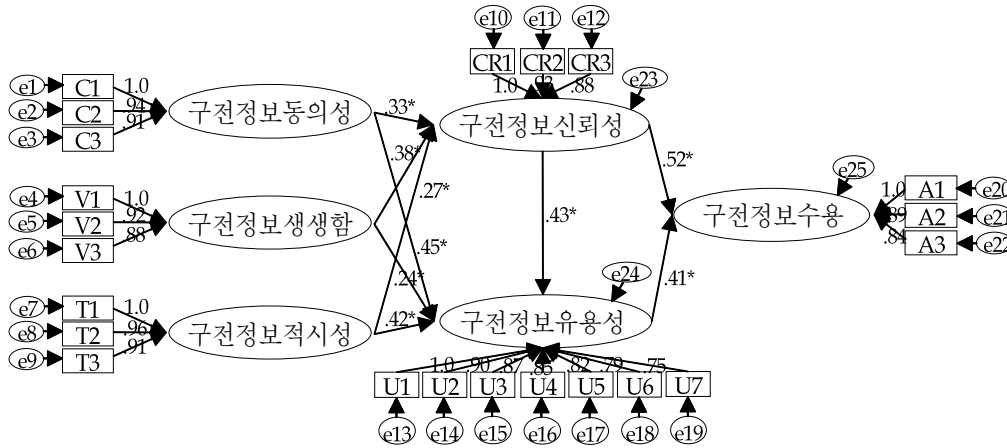 e10 e11 e12
CR1 CR2 CR3
1.0 .93 .88
e23
e1 C1 1.0
e2 C2 .94
e3 C3 .91
구전정보동의성
구전정보신뢰성
.33*
.38*
.27*
.52*
e4 V1 1.0
e5 V2 .92
e6 V3 .88
구전정보생생함
.45*
.24*
.43*
e25
구전정보수용
1.0 A1 e20
.89 A2 e21
.84 A3 e22
e7 T1 1.0
e8 T2 .96
e9 T3 .91
구전정보적시성
.42*
e24
구전정보유용성
.41*
1.0 .90 .87 .85 .82 .79 .75
U1 U2 U3 U4 U5 U6 U7
e13 e14 e15 e16 e17 e18 e19